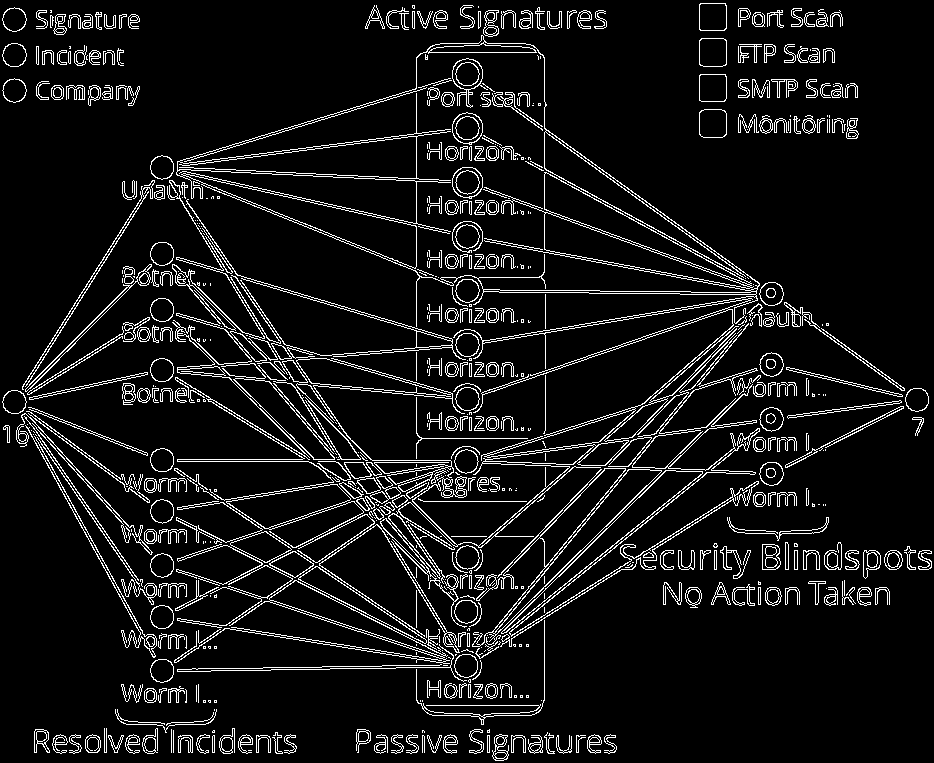 Signature
Incident
Company
Active Signatures
Port Scan
FTP Scan
SMTP Scan
Monitoring
Port scan...
Horizon...
Horizon...
Horizon...
Horizon...
Horizon...
Horizon...
Aggres...
Horizon...
Horizon...
Horizon...
Unauth...
Botnet...
Botnet...
Botnet...
Worm I...
Worm I...
Worm I...
Worm I...
Worm I...
16
Unauth...
Worm I...
Worm I...
Worm I...
7
Security Blindspots
No Action Taken
Resolved Incidents
Passive Signatures